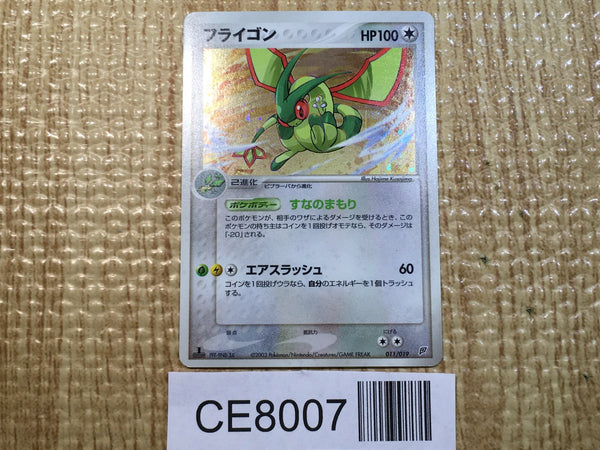 フライゴン HP100
illus. Hajime Kusajima
2進化
ビブラーバから進化
ポケボディー すなのまもり
このポケモンが、相手のワザによるダメージを受けるとき、この
ポケモンの持ち主はコインを1回投げオモテなら、そのダメージは
「-20」される。
エアスラッシュ 60
コインを1回投げウラなら、自分のエネルギーを1個トラッシュ
する。
弱点 抵抗力 にげる
©2003 Pokémon/Nintendo/Creatures/GAME FREAK 011/019
CE8007